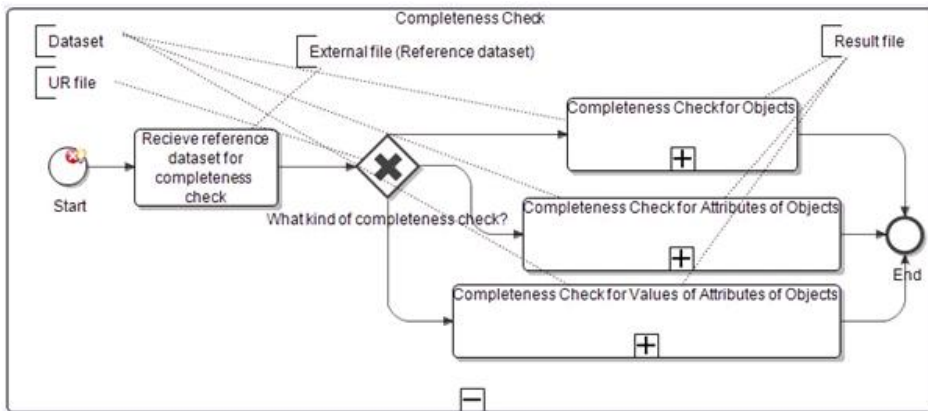 Completeness Check
Dataset
External file (Reference dataset)
Result file
UR file
Completeness Checkfor Objects
Recieve reference
dataset for
completeness
check
Start
What kind of completeness check?
Completeness Check for Attributes of Objects
End
Completeness Check for Values of Attributes of Objects